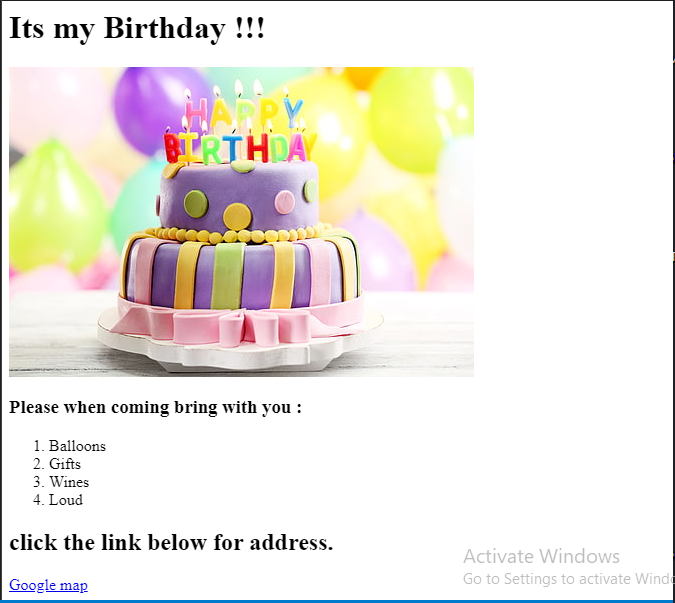 Its my Birthday !!!
HAPPY
BIRTHDAY
Please when coming bring with you :
1. Balloons
2. Gifts
3. Wines
4. Loud
click the link below for address.
Google map
Activate Windows
Go to Settings to activate Windo